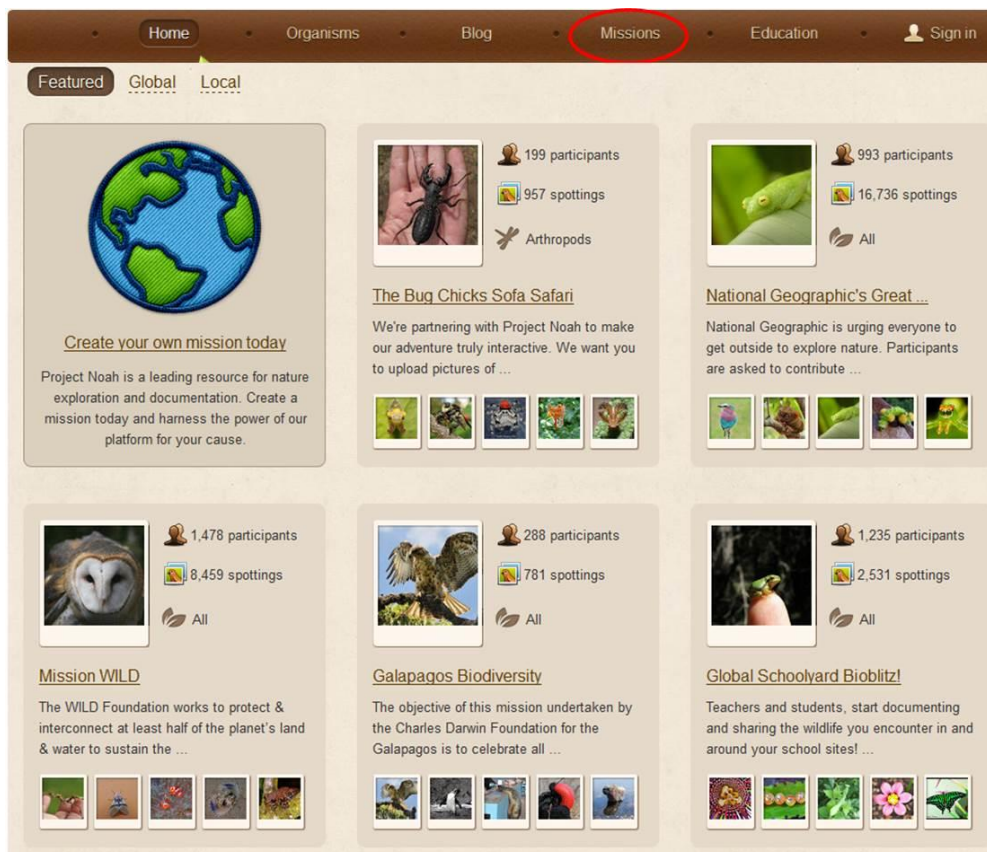 Home Organisms Blog Missions Education Sign in
Featured Global Local
Create your own mission today
Project Noah is a leading resource for nature
exploration and documentation. Create a
mission today and harness the power of our
platform for your cause.
199 participants
957 spottings
Arthropods
The Bug Chicks Sofa Safari
We're partnering with Project Noah to make
our adventure truly interactive. We want you
to upload pictures of ...
993 participants
16,736 spottings
All
National Geographic's Great ...
National Geographic is urging everyone to
get outside to explore nature. Participants
are asked to contribute ...
1,478 participants
8,459 spottings
All
Mission WILD
The WILD Foundation works to protect &
interconnect at least half of the planet's land
& water to sustain the ...
288 participants
781 spottings
All
Galapagos Biodiversity
The objective of this mission undertaken by
the Charles Darwin Foundation for the
Galapagos is to celebrate all ...
1,235 participants
2,531 spottings
All
Global Schoolyard Bioblitz!
Teachers and students, start documenting
and sharing the wildlife you encounter in and
around your school sites! ...